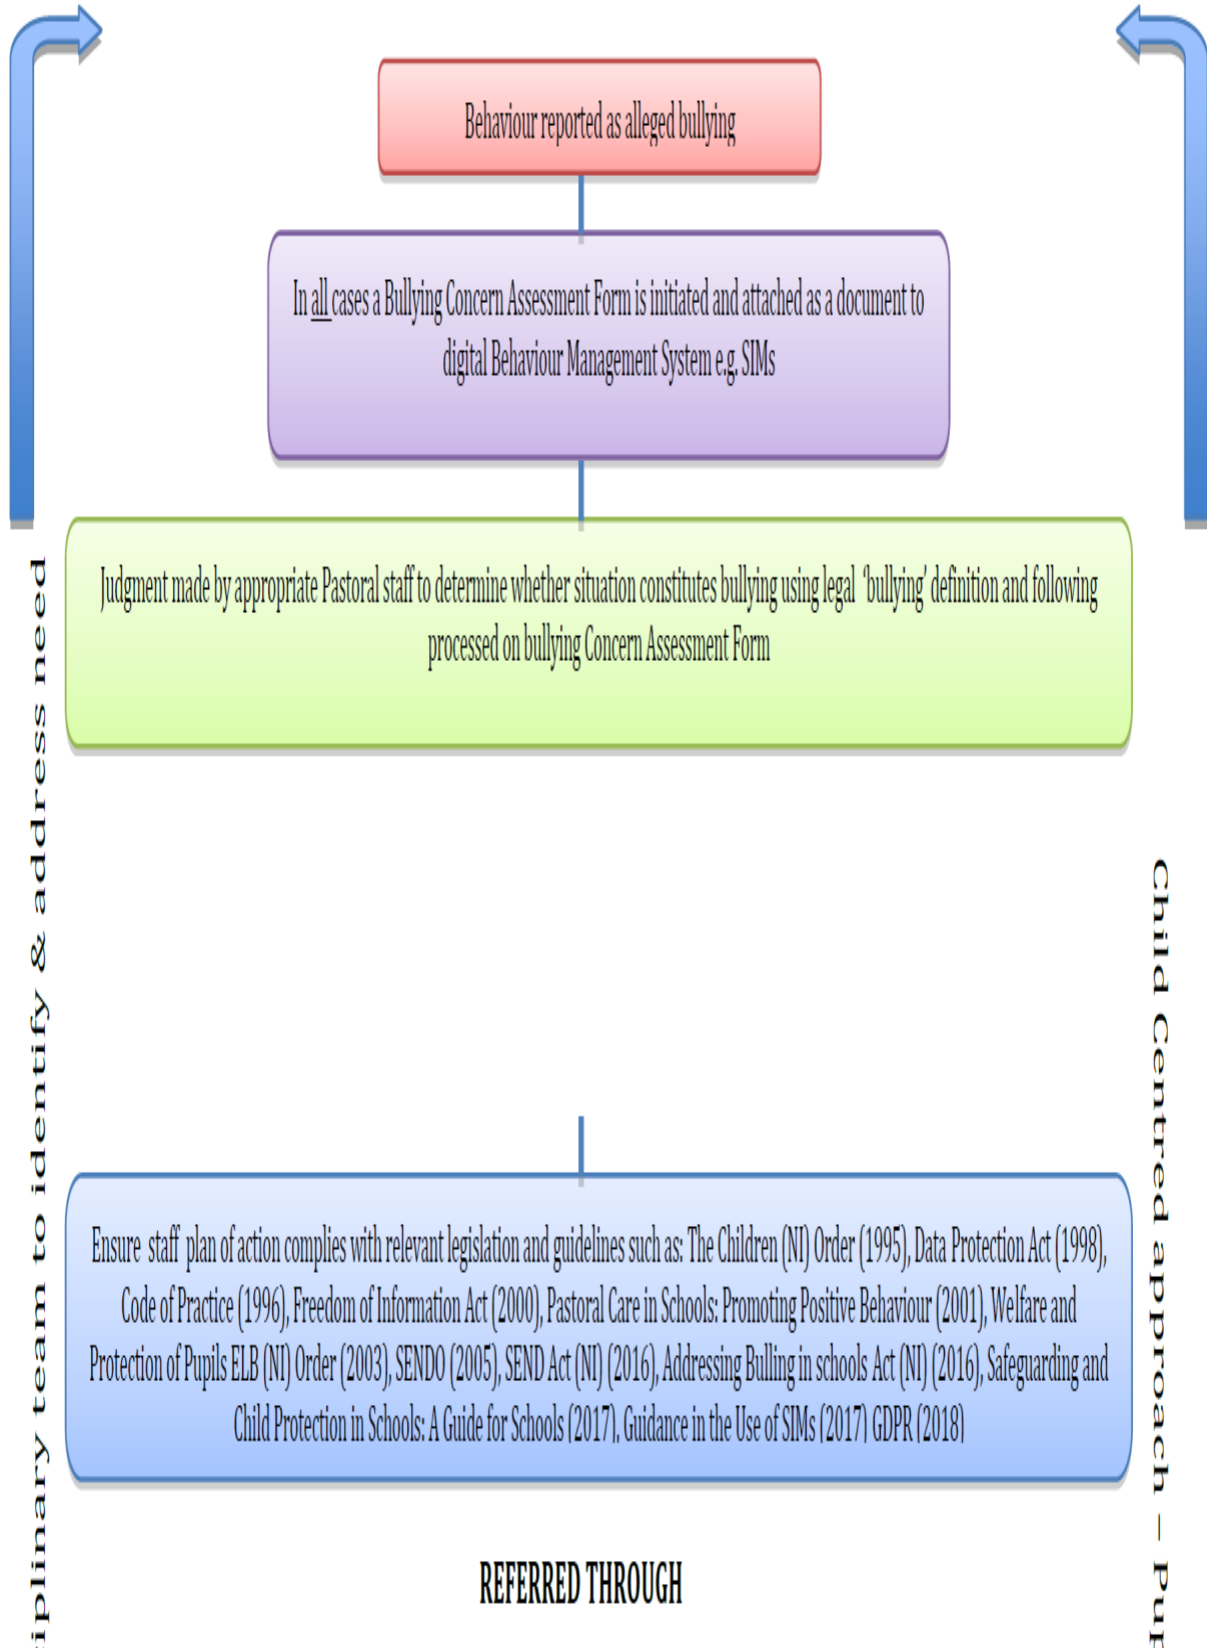 Behaviour reported as alleged bullying
In all cases a Bullying Concern Assessment Form is initiated and attached as a document to
digital Behaviour Management System e.g. SIMs
Judgment made by appropriate Pastoral staff to determine whether situation constitutes bullying using legal ‘bullying’ definition and following
processed on bullying Concern Assessment Form
Ensure staff plan of action complies with relevant legislation and guidelines such as: The Children (NI) Order (1995), Data Protection Act (1998),
Code of Practice (1996), Freedom of Information Act (2000), Pastoral Care in Schools: Promoting Positive Behaviour (2001), Welfare and
Protection of Pupils ELB (NI) Order (2003), SENDO (2005), SEND Act (NI) (2016), Addressing Bulling in schools Act (NI) (2016), Safeguarding and
Child Protection in Schools: A Guide for Schools (2017), Guidance in the Use of SIMs (2017) GDPR (2018)
REFERRED THROUGH
team to identify & address need
Child Centred approach –